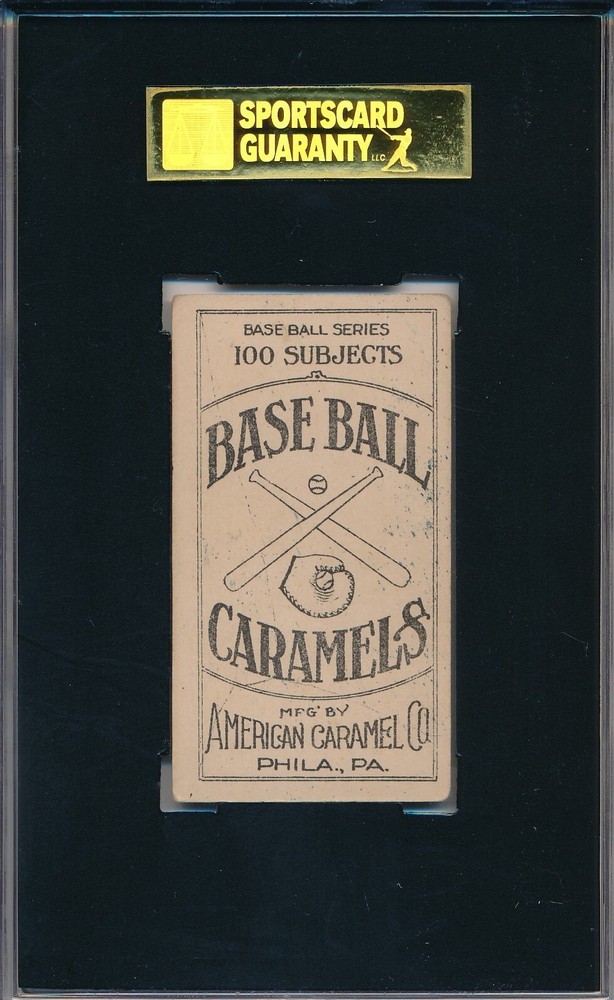 SPORTSCARD
GUARANTY LLC.
BASE BALL SERIES
100 SUBJECTS
BASE BALL
CARAMELS
MFG' BY
AMERICAN CARAMEL CO
PHILA., PA.